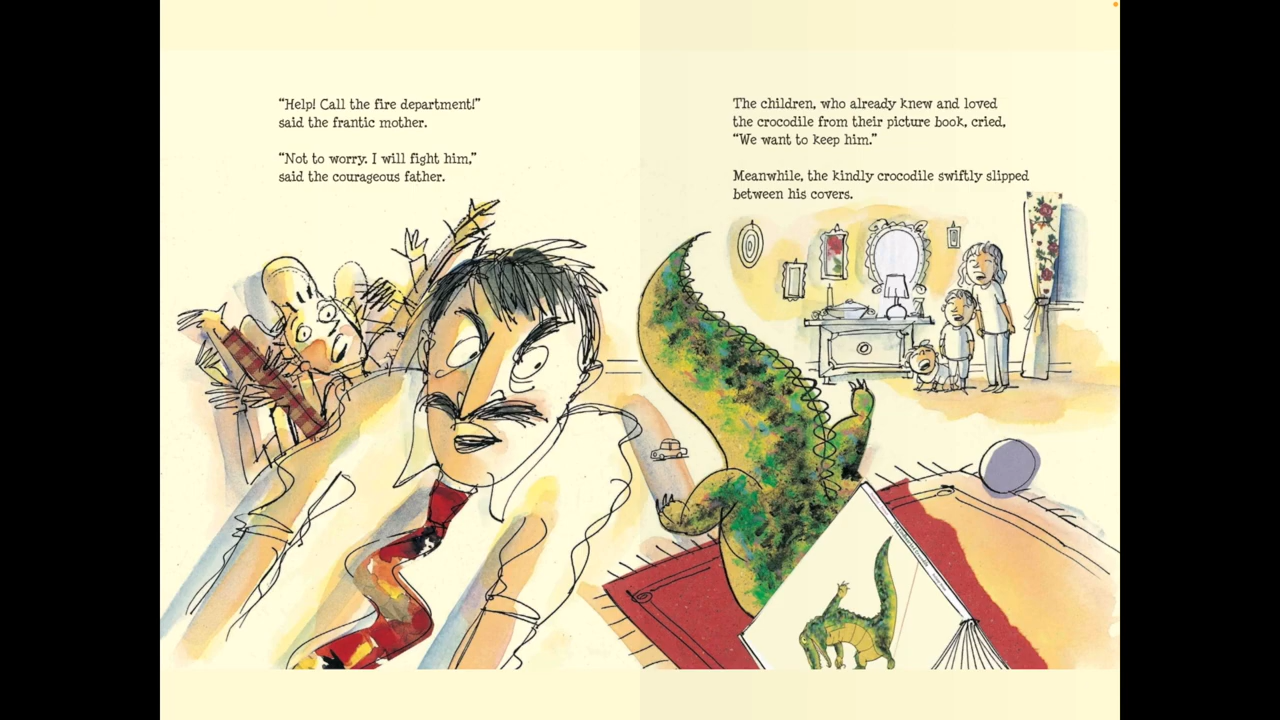 “Help! Call the fire department!”
said the frantic mother.
“Not to worry. I will fight him,”
said the courageous father.
The children, who already knew and loved
the crocodile from their picture book, cried,
“We want to keep him.”
Meanwhile, the kindly crocodile swiftly slipped
between his covers.